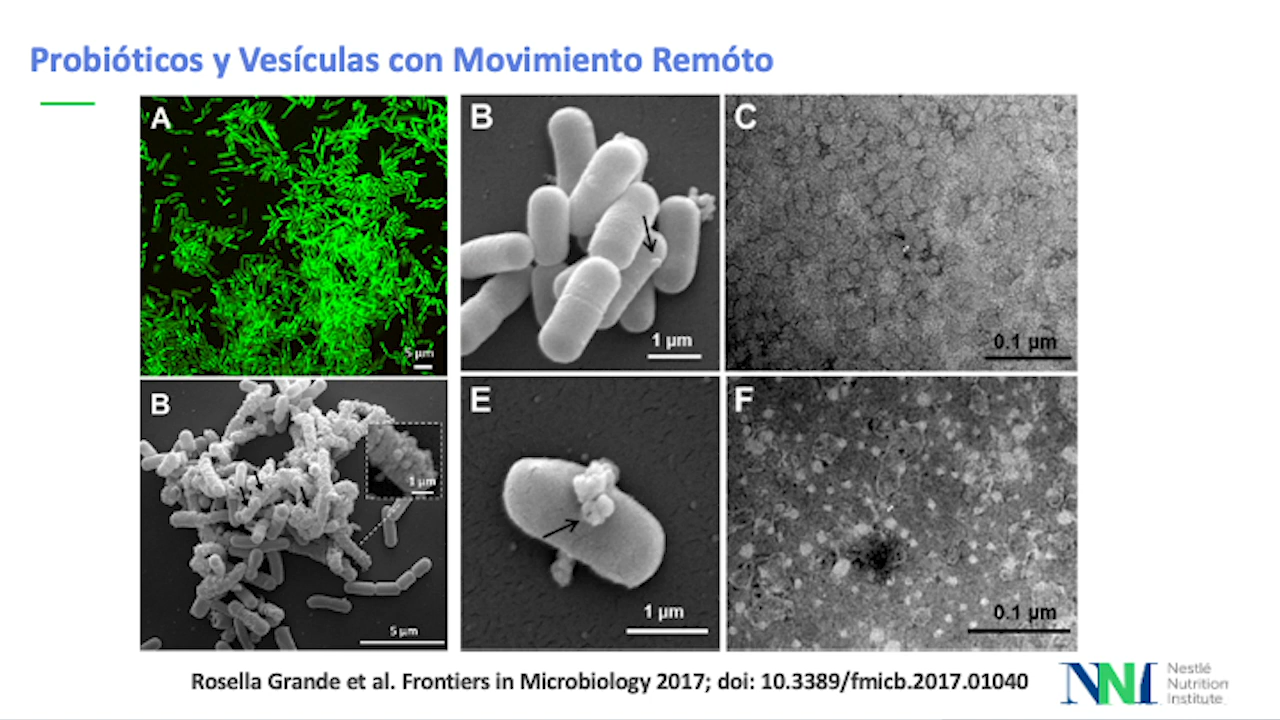 Probióticos y Vesículas con Movimiento Remóto
A
B
C
5 µm
1 µm
0.1 µm
B
E
F
1 µm
5 µm
1 µm
0.1 µm
Rosella Grande et al. Frontiers in Microbiology 2017; doi: 10.3389/fmicb.2017.01040
NNI
Nestlé
Nutrition
Institute